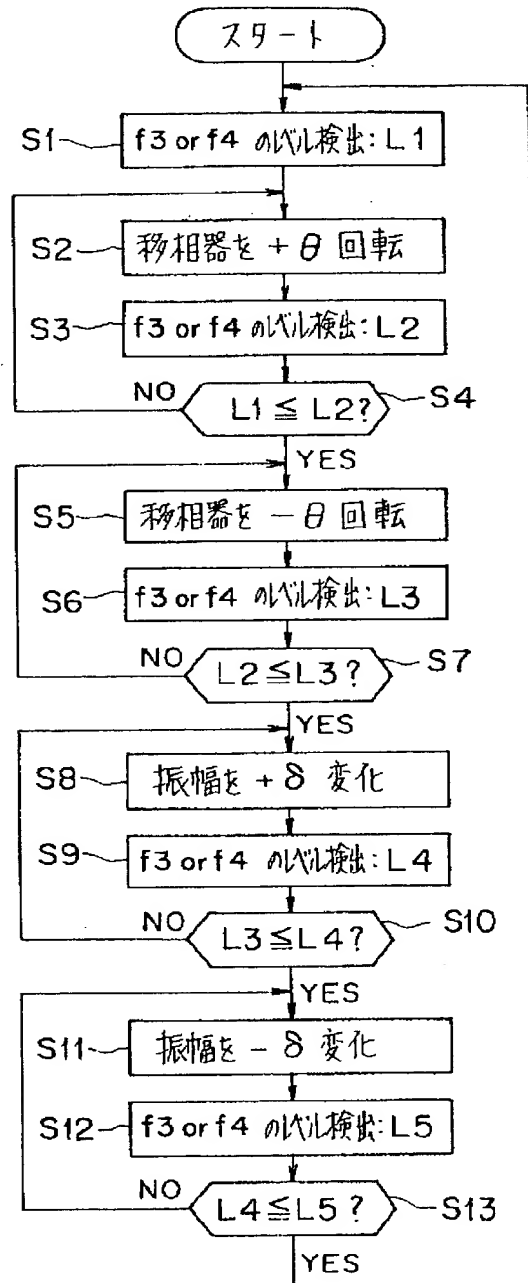 スタート
S1 f3 or f4 のレベル検出: L1
S2 移相器を + θ 回転
S3 f3 or f4 のレベル検出: L2
NO L1 ≦ L2? S4
YES
S5 移相器を - θ 回転
S6 f3 or f4 のレベル検出: L3
NO L2 ≦ L3? S7
YES
S8 振幅を + δ 変化
S9 f3 or f4 のレベル検出: L4
NO L3 ≦ L4? S10
YES
S11 振幅を - δ 変化
S12 f3 or f4 のレベル検出: L5
NO L4 ≦ L5? S13
YES